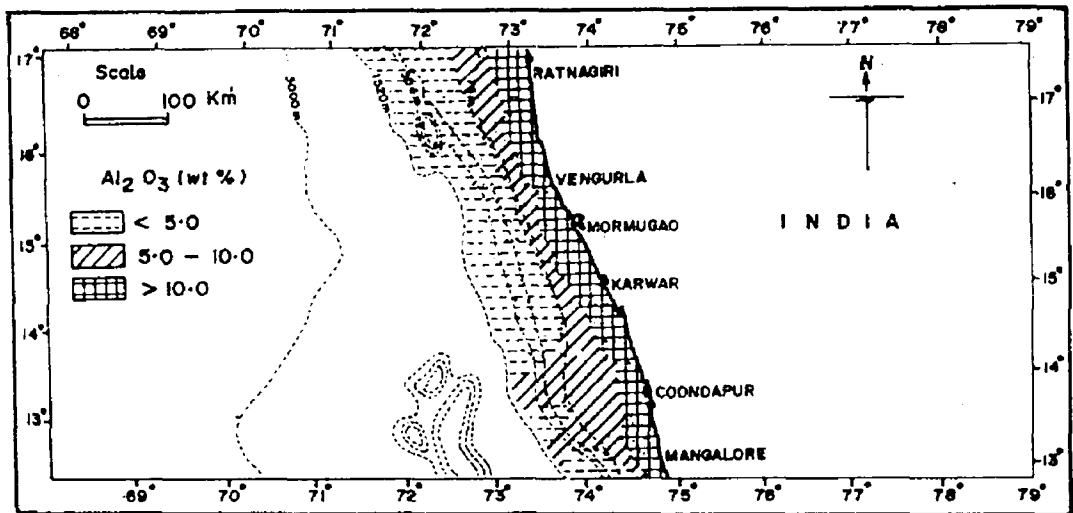 68° 69° 70° 71° 72° 73° 74° 75° 76° 77° 78° 79°
17°
Scale
0 100 Km
Al₂O₃ (wt %)
< 5·0
5·0 – 10·0
> 10·0
16°
15°
14°
13°
RATNAGIRI
VENGURLA
MORMUGAO
KARWAR
COONDAPUR
MANGALORE
N
INDIA
17°
16°
15°
14°
13°
69° 70° 71° 72° 73° 74° 75° 76° 77° 78° 79°